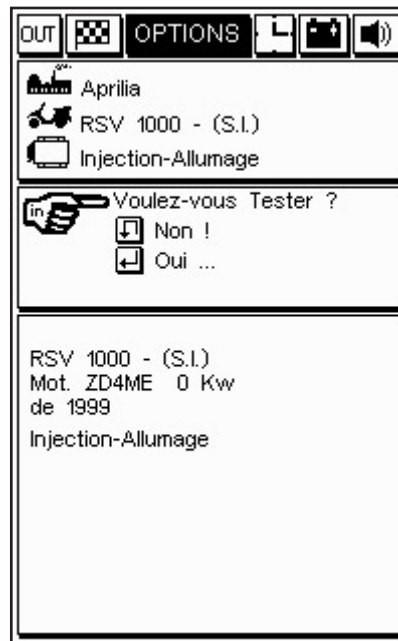 OUT OPTIONS
Aprilia
RSV 1000 - (S.I.)
Injection-Allumage
in Voulez-vous Tester ?
Non !
Oui ...
RSV 1000 - (S.I.)
Mot. ZD4ME 0 Kw
de 1999
Injection-Allumage